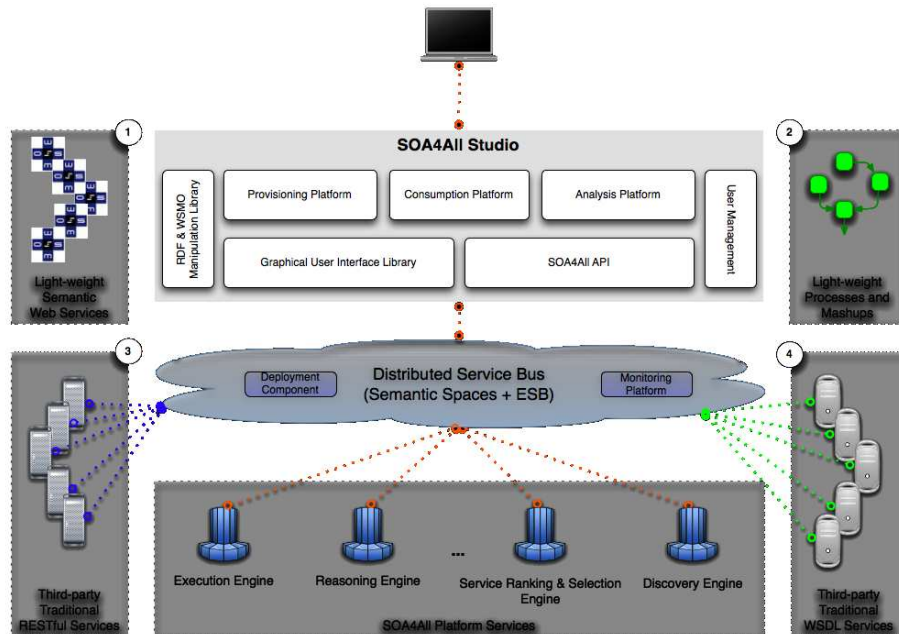 1
2
SOA4All Studio
RDF & WSMO
Manipulation Library
Provisioning Platform
Consumption Platform
Analysis Platform
User Management
Graphical User Interface Library
SOA4All API
Light-weight
Semantic
Web Services
Light-weight
Processes and
Mashups
3
4
Distributed Service Bus
(Semantic Spaces + ESB)
Deployment
Component
Monitoring
Platform
Execution Engine
Reasoning Engine
...
Service Ranking & Selection
Engine
Discovery Engine
Third-party
Traditional
RESTful Services
SOA4All Platform Services
Third-party
Traditional
WSDL Services